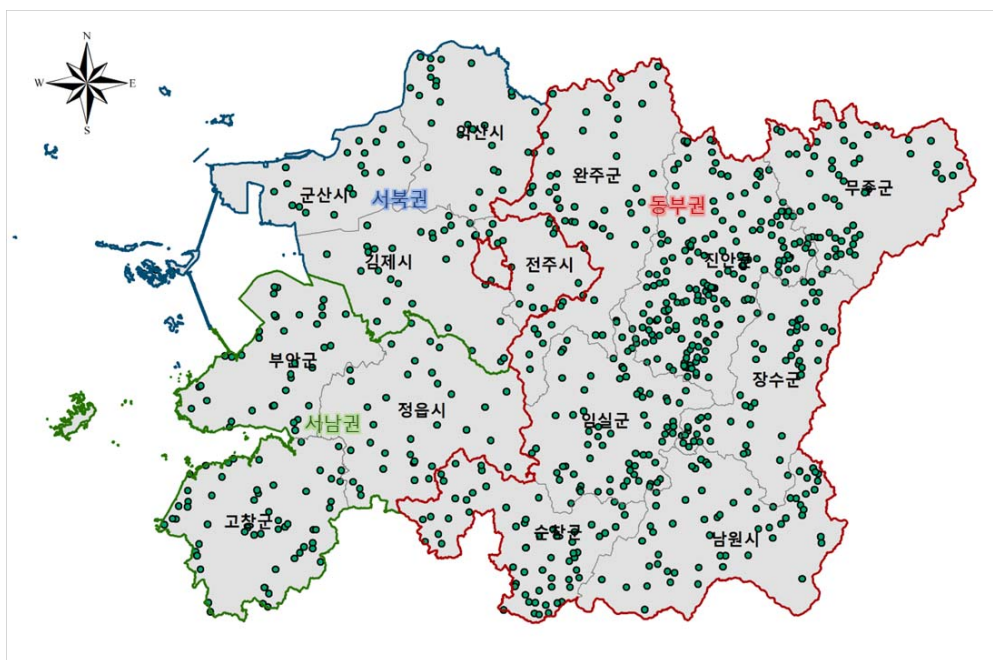 N
W
E
S
익산시
완주군
군산시
서북권
동부권
무주군
김제시
전주시
진안군
부안군
장수군
정읍시
서남권
임실군
고창군
순창군
남원시